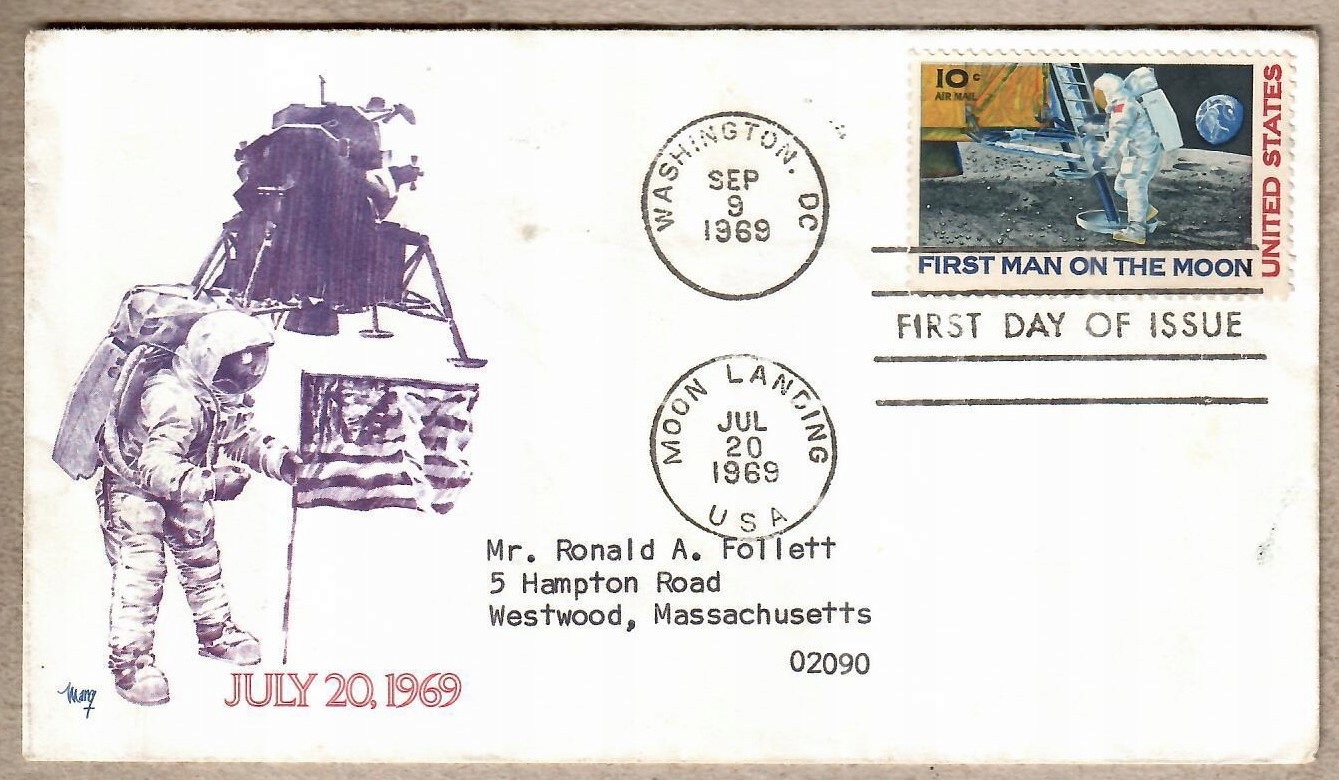 10c
AIR MAIL
UNITED STATES
FIRST MAN ON THE MOON
WASHINGTON, DC
SEP
9
1969
FIRST DAY OF ISSUE
MOON LANDING
JUL
20
1969
USA
Mr. Ronald A. Follett
5 Hampton Road
Westwood, Massachusetts
02090
JULY 20, 1969